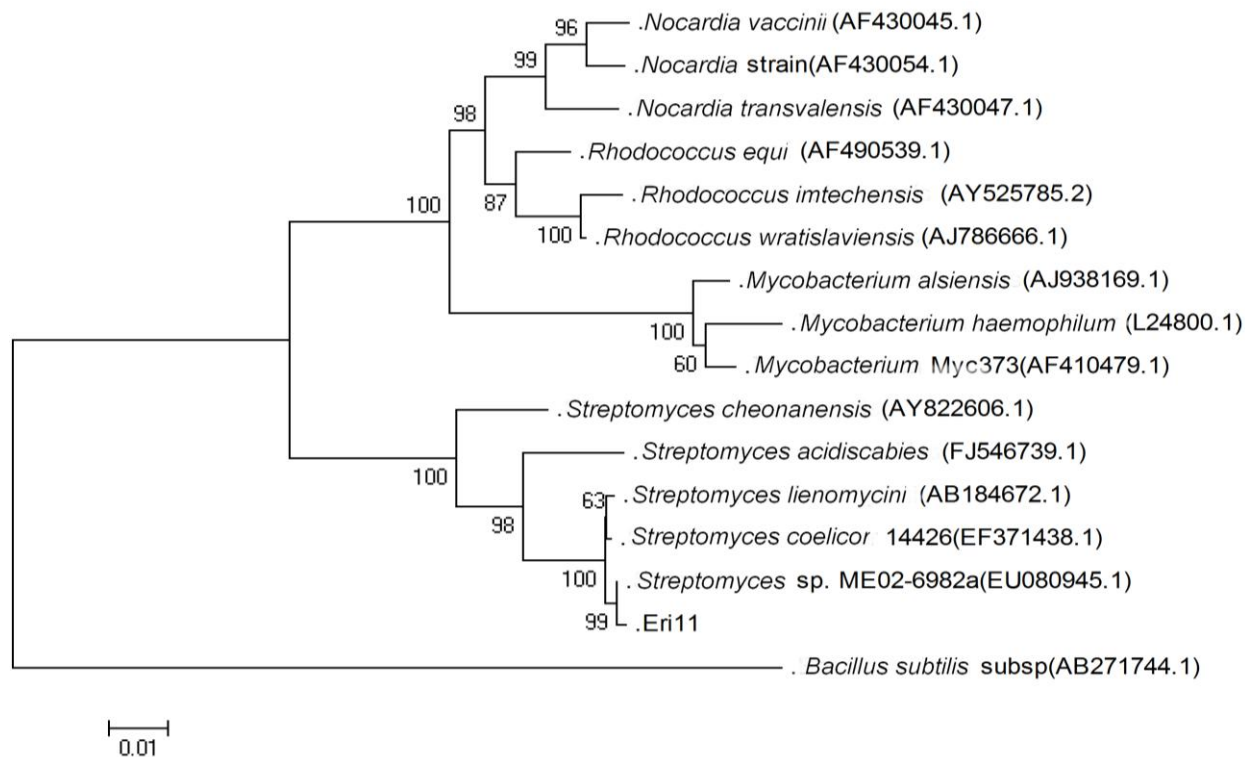 96
.Nocardia vaccinii (AF430045.1)
99
.Nocardia strain(AF430054.1)
.Nocardia transvalensis (AF430047.1)
98
.Rhodococcus equi (AF490539.1)
87
.Rhodococcus imtechensis (AY525785.2)
100
100
.Rhodococcus wratislaviensis (AJ786666.1)
.Mycobacterium alsiensis (AJ938169.1)
100
.Mycobacterium haemophilum (L24800.1)
60
.Mycobacterium Myc373(AF410479.1)
.Streptomyces cheonanensis (AY822606.1)
100
.Streptomyces acidiscabies (FJ546739.1)
63
.Streptomyces lienomycini (AB184672.1)
98
.Streptomyces coelicor 14426(EF371438.1)
100
.Streptomyces sp. ME02-6982a(EU080945.1)
99
.Eri11
. Bacillus subtilis subsp(AB271744.1)
0.01